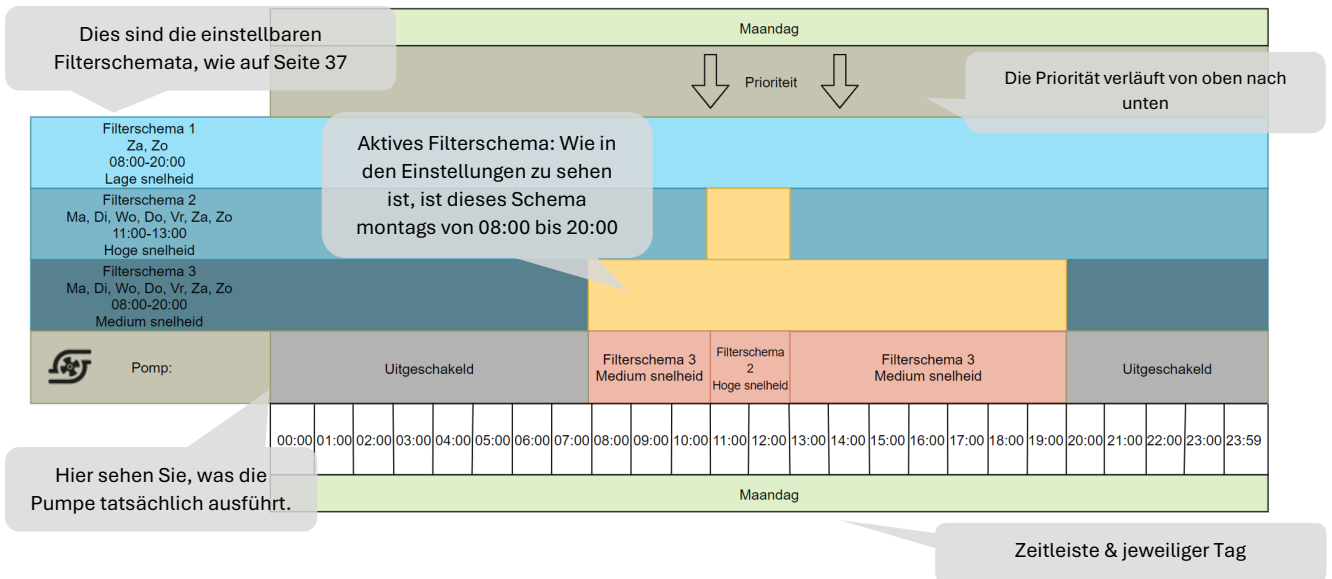 Dies sind die einstellbaren
Filterschemata, wie auf Seite 37
Maandag
Prioriteit
Die Priorität verläuft von oben nach
unten
Filterschema 1
Za, Zo
08:00-20:00
Lage snelheid
Aktives Filterschema: Wie in
den Einstellungen zu sehen
ist, ist dieses Schema
montags von 08:00 bis 20:00
Filterschema 2
Ma, Di, Wo, Do, Vr, Za, Zo
11:00-13:00
Hoge snelheid
Filterschema 3
Ma, Di, Wo, Do, Vr, Za, Zo
08:00-20:00
Medium snelheid
Pomp:
Uitgeschakeld
Filterschema 3
Medium snelheid
Filterschema
2
Hoge snelheid
Filterschema 3
Medium snelheid
Uitgeschakeld
00:00 01:00 02:00 03:00 04:00 05:00 06:00 07:00 08:00 09:00 10:00 11:00 12:00 13:00 14:00 15:00 16:00 17:00 18:00 19:00 20:00 21:00 22:00 23:00 23:59
Hier sehen Sie, was die
Pumpe tatsächlich ausführt.
Maandag
Zeitleiste & jeweiliger Tag